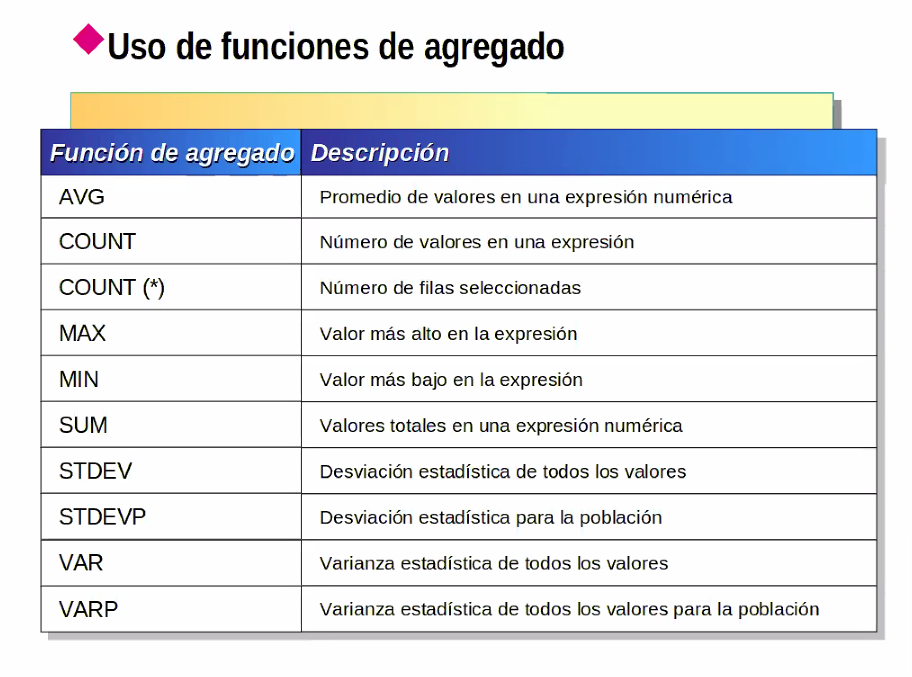 Uso de funciones de agregado
Función de agregado Descripción
AVG Promedio de valores en una expresión numérica
COUNT Número de valores en una expresión
COUNT (*) Número de filas seleccionadas
MAX Valor más alto en la expresión
MIN Valor más bajo en la expresión
SUM Valores totales en una expresión numérica
STDEV Desviación estadística de todos los valores
STDEVP Desviación estadística para la población
VAR Varianza estadística de todos los valores
VARP Varianza estadística de todos los valores para la población